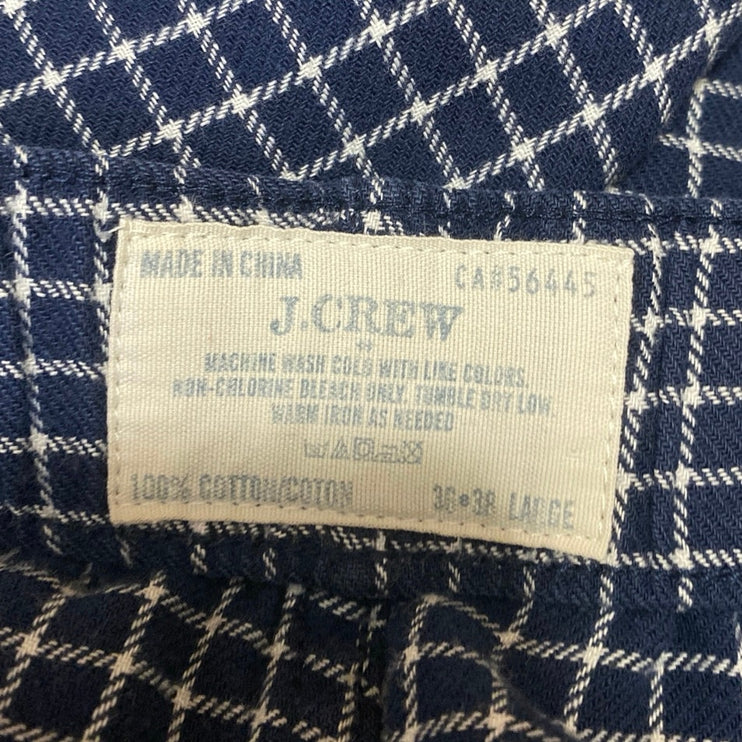 MADE IN CHINA CA#56445
J.CREW
MACHINE WASH COLD WITH LIKE COLORS.
NON-CHLORINE BLEACH ONLY. TUMBLE DRY LOW.
WARM IRON AS NEEDED
100% COTTON/COTON 36•38 LARGE